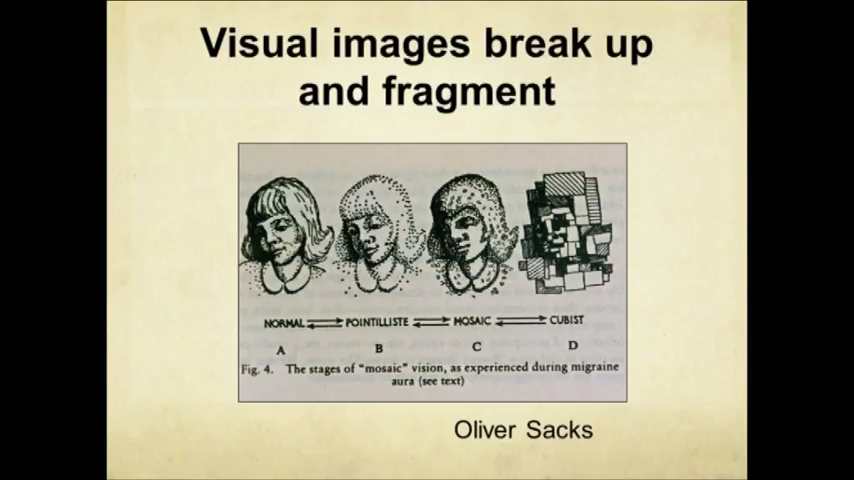 Visual images break up
and fragment
NORMAL POINTILLISTE MOSAIC CUBIST
A B C D
Fig. 4. The stages of "mosaic" vision, as experienced during migraine
aura (see text)
Oliver Sacks